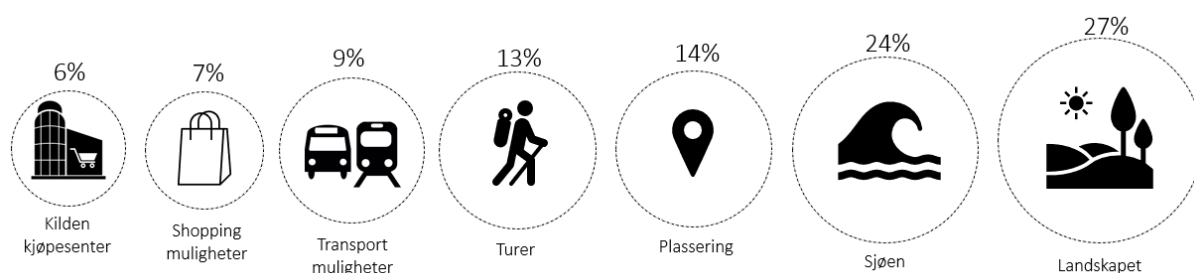 6%
Kilden
kjøpesenter
7%
Shopping
muligheter
9%
Transport
muligheter
13%
Turer
14%
Plassering
24%
Sjøen
27%
Landskapet